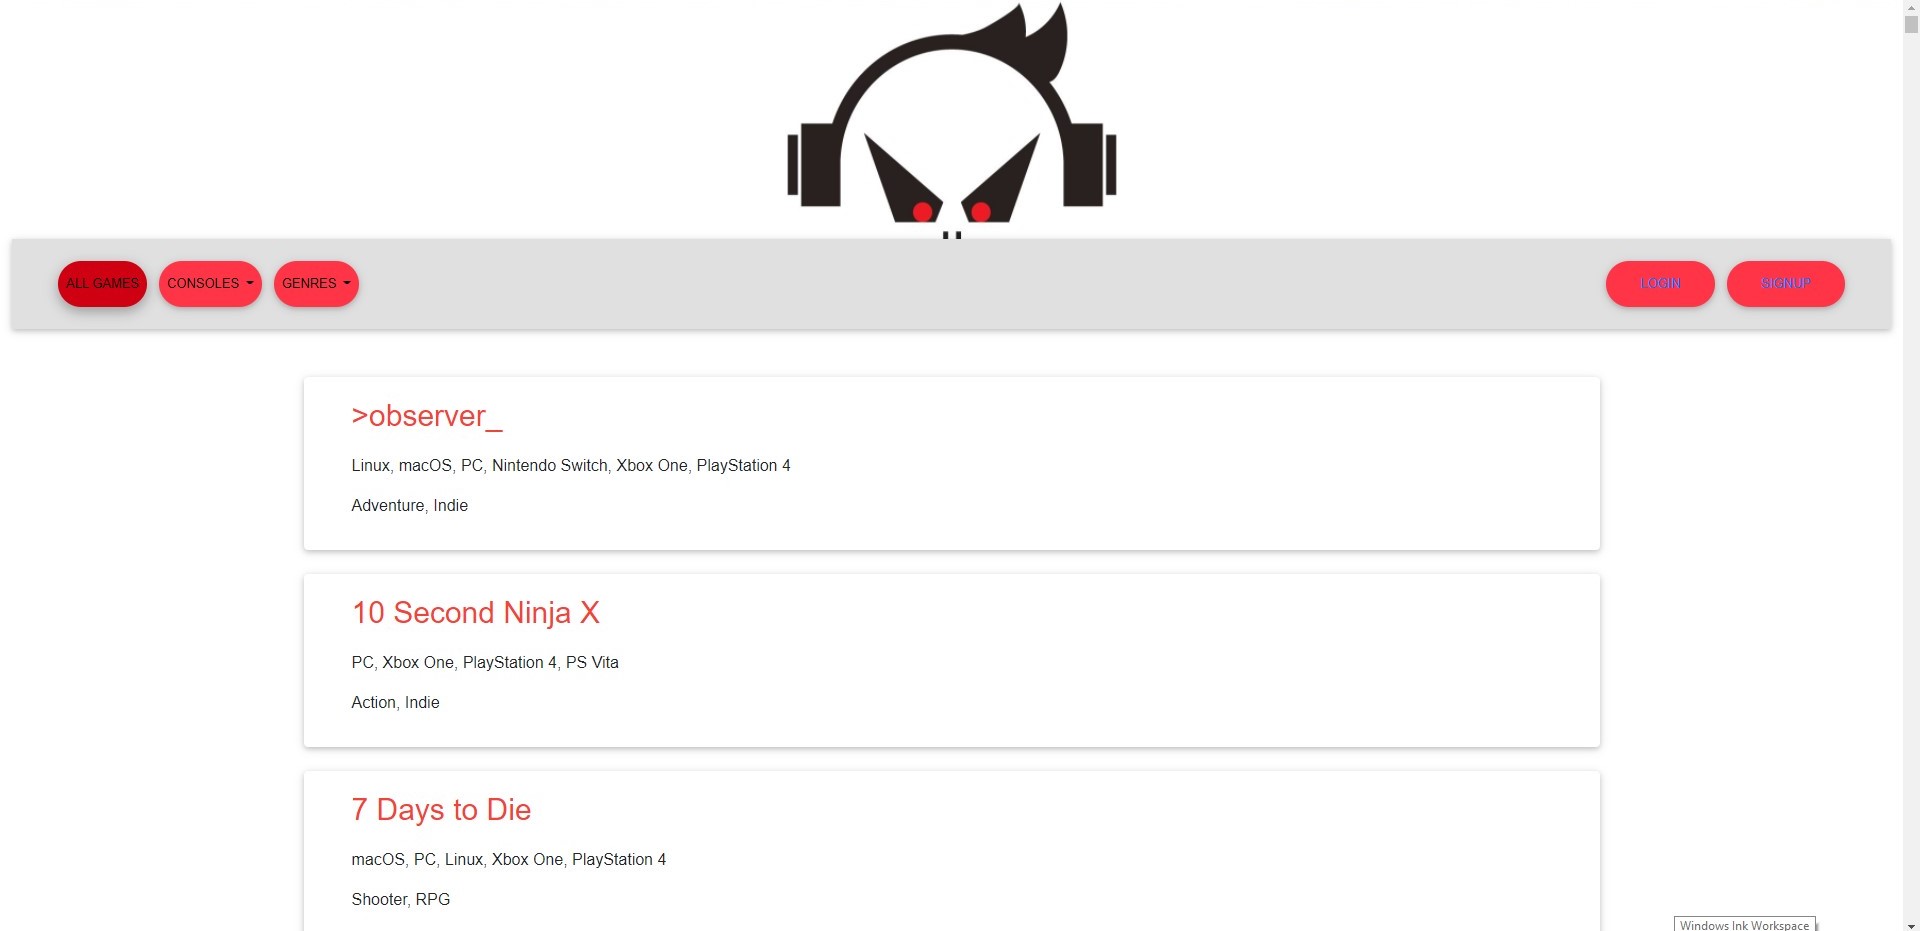 ALL GAMES CONSOLES GENRES LOGIN SIGNUP
>observer_
Linux, macOS, PC, Nintendo Switch, Xbox One, PlayStation 4
Adventure, Indie
10 Second Ninja X
PC, Xbox One, PlayStation 4, PS Vita
Action, Indie
7 Days to Die
macOS, PC, Linux, Xbox One, PlayStation 4
Shooter, RPG
Windows Ink Workspace